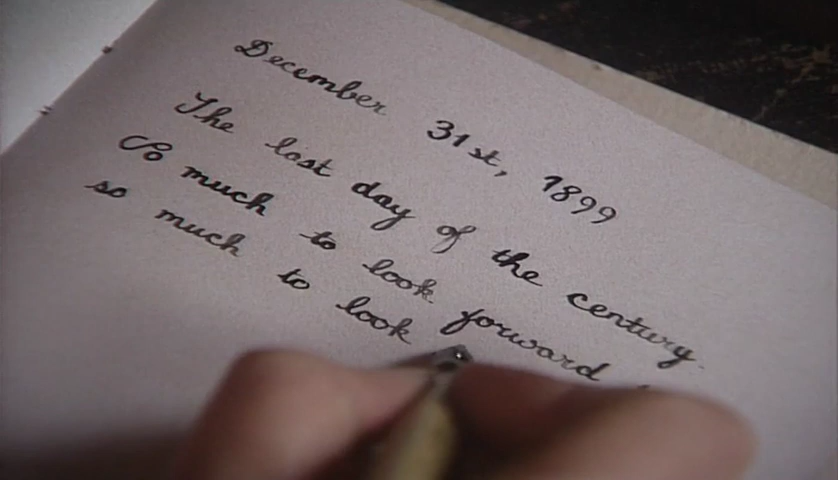 December 31st, 1899
The last day of the century.
So much to look forward
so much to look